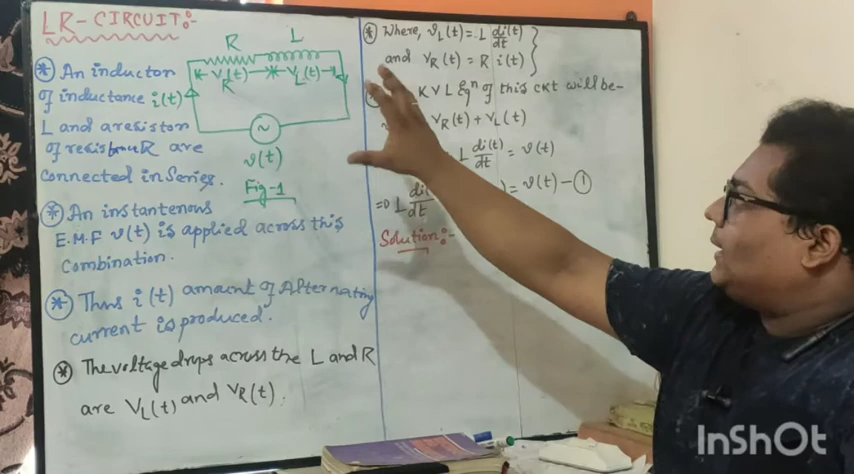 LR-CIRCUIT:-
R L
V_R(t) V_L(t)
i(t)
v(t)
Fig-1
* An inductor
of inductance
L and a resistor
of resistance R are
connected in Series.
* An instantenous
E.M.F v(t) is applied across this
combination.
* Thus i(t) amount of Alternating
current is produced.
* The voltage drops across the L and R
are V_L(t) and V_R(t).
* Where, v_L(t) = L di(t)/dt
and V_R(t) = R i(t)
KVL Eqⁿ of this ckt will be-
V_R(t) + V_L(t)
L di(t)/dt = v(t)
⇒ L di/dt = v(t) - ①
Solution:-
InShOt